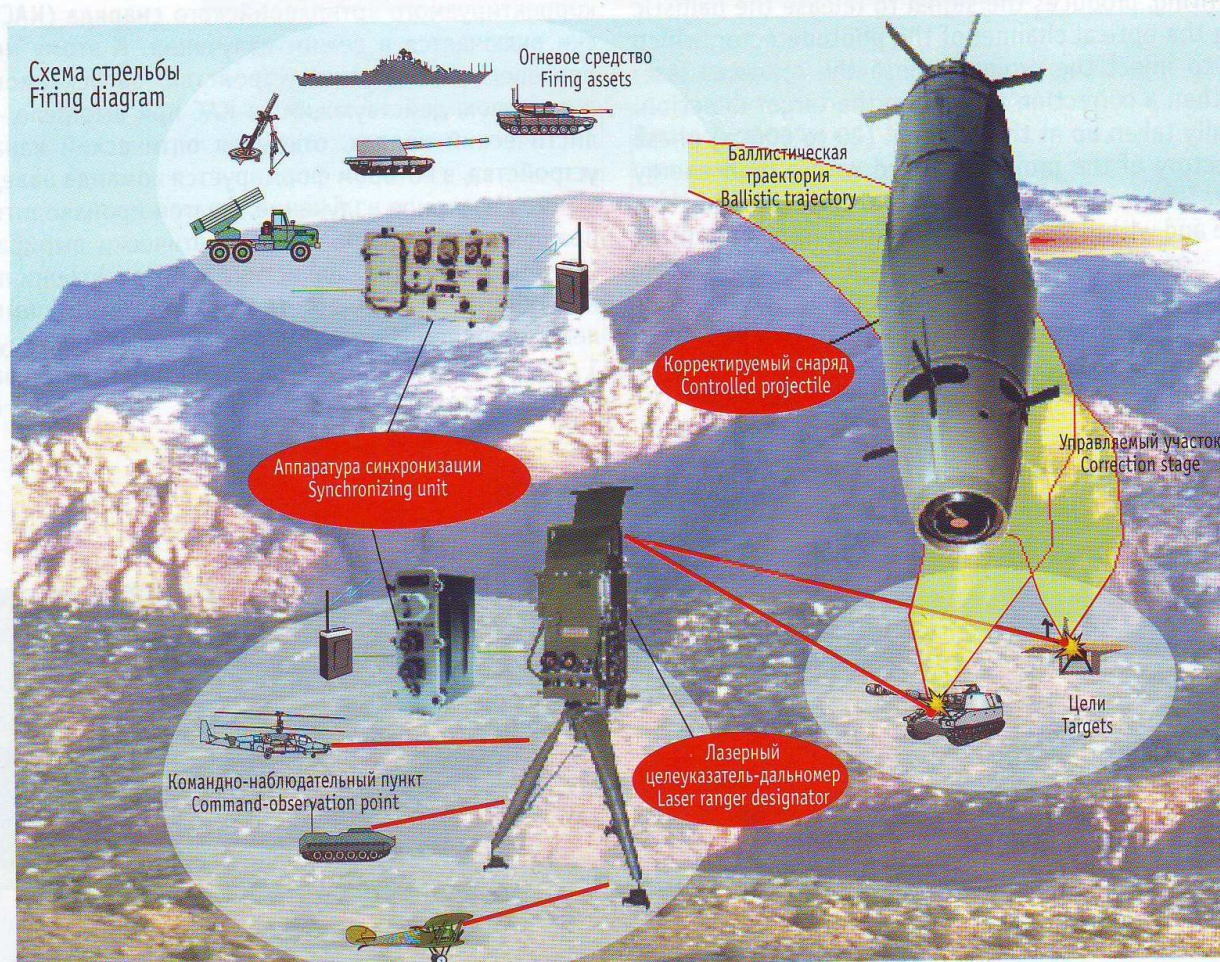 Схема стрельбы
Firing diagram
Огневое средство
Firing assets
Баллистическая
траектория
Ballistic trajectory
Корректируемый снаряд
Controlled projectile
Управляемый участок
Correction stage
Аппаратура синхронизации
Synchronizing unit
Цели
Targets
Лазерный
целеуказатель-дальномер
Laser ranger designator
Командно-наблюдательный пункт
Command-observation point